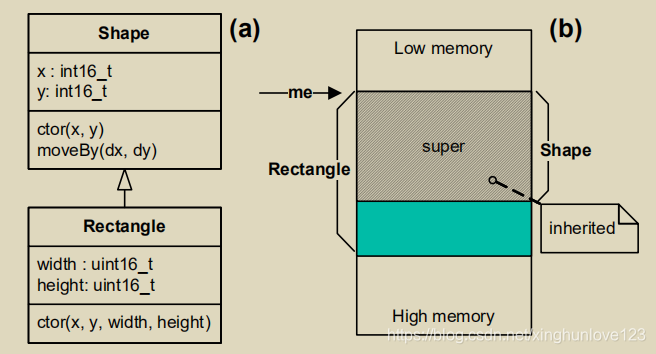 Shape
x : int16_t
y: int16_t
ctor(x, y)
moveBy(dx, dy)
Rectangle
width : uint16_t
height: uint16_t
ctor(x, y, width, height)
(a)
(b)
Low memory
me
super
Rectangle
Shape
inherited
High memory
https://blog.csdn.net/xinghunlove123